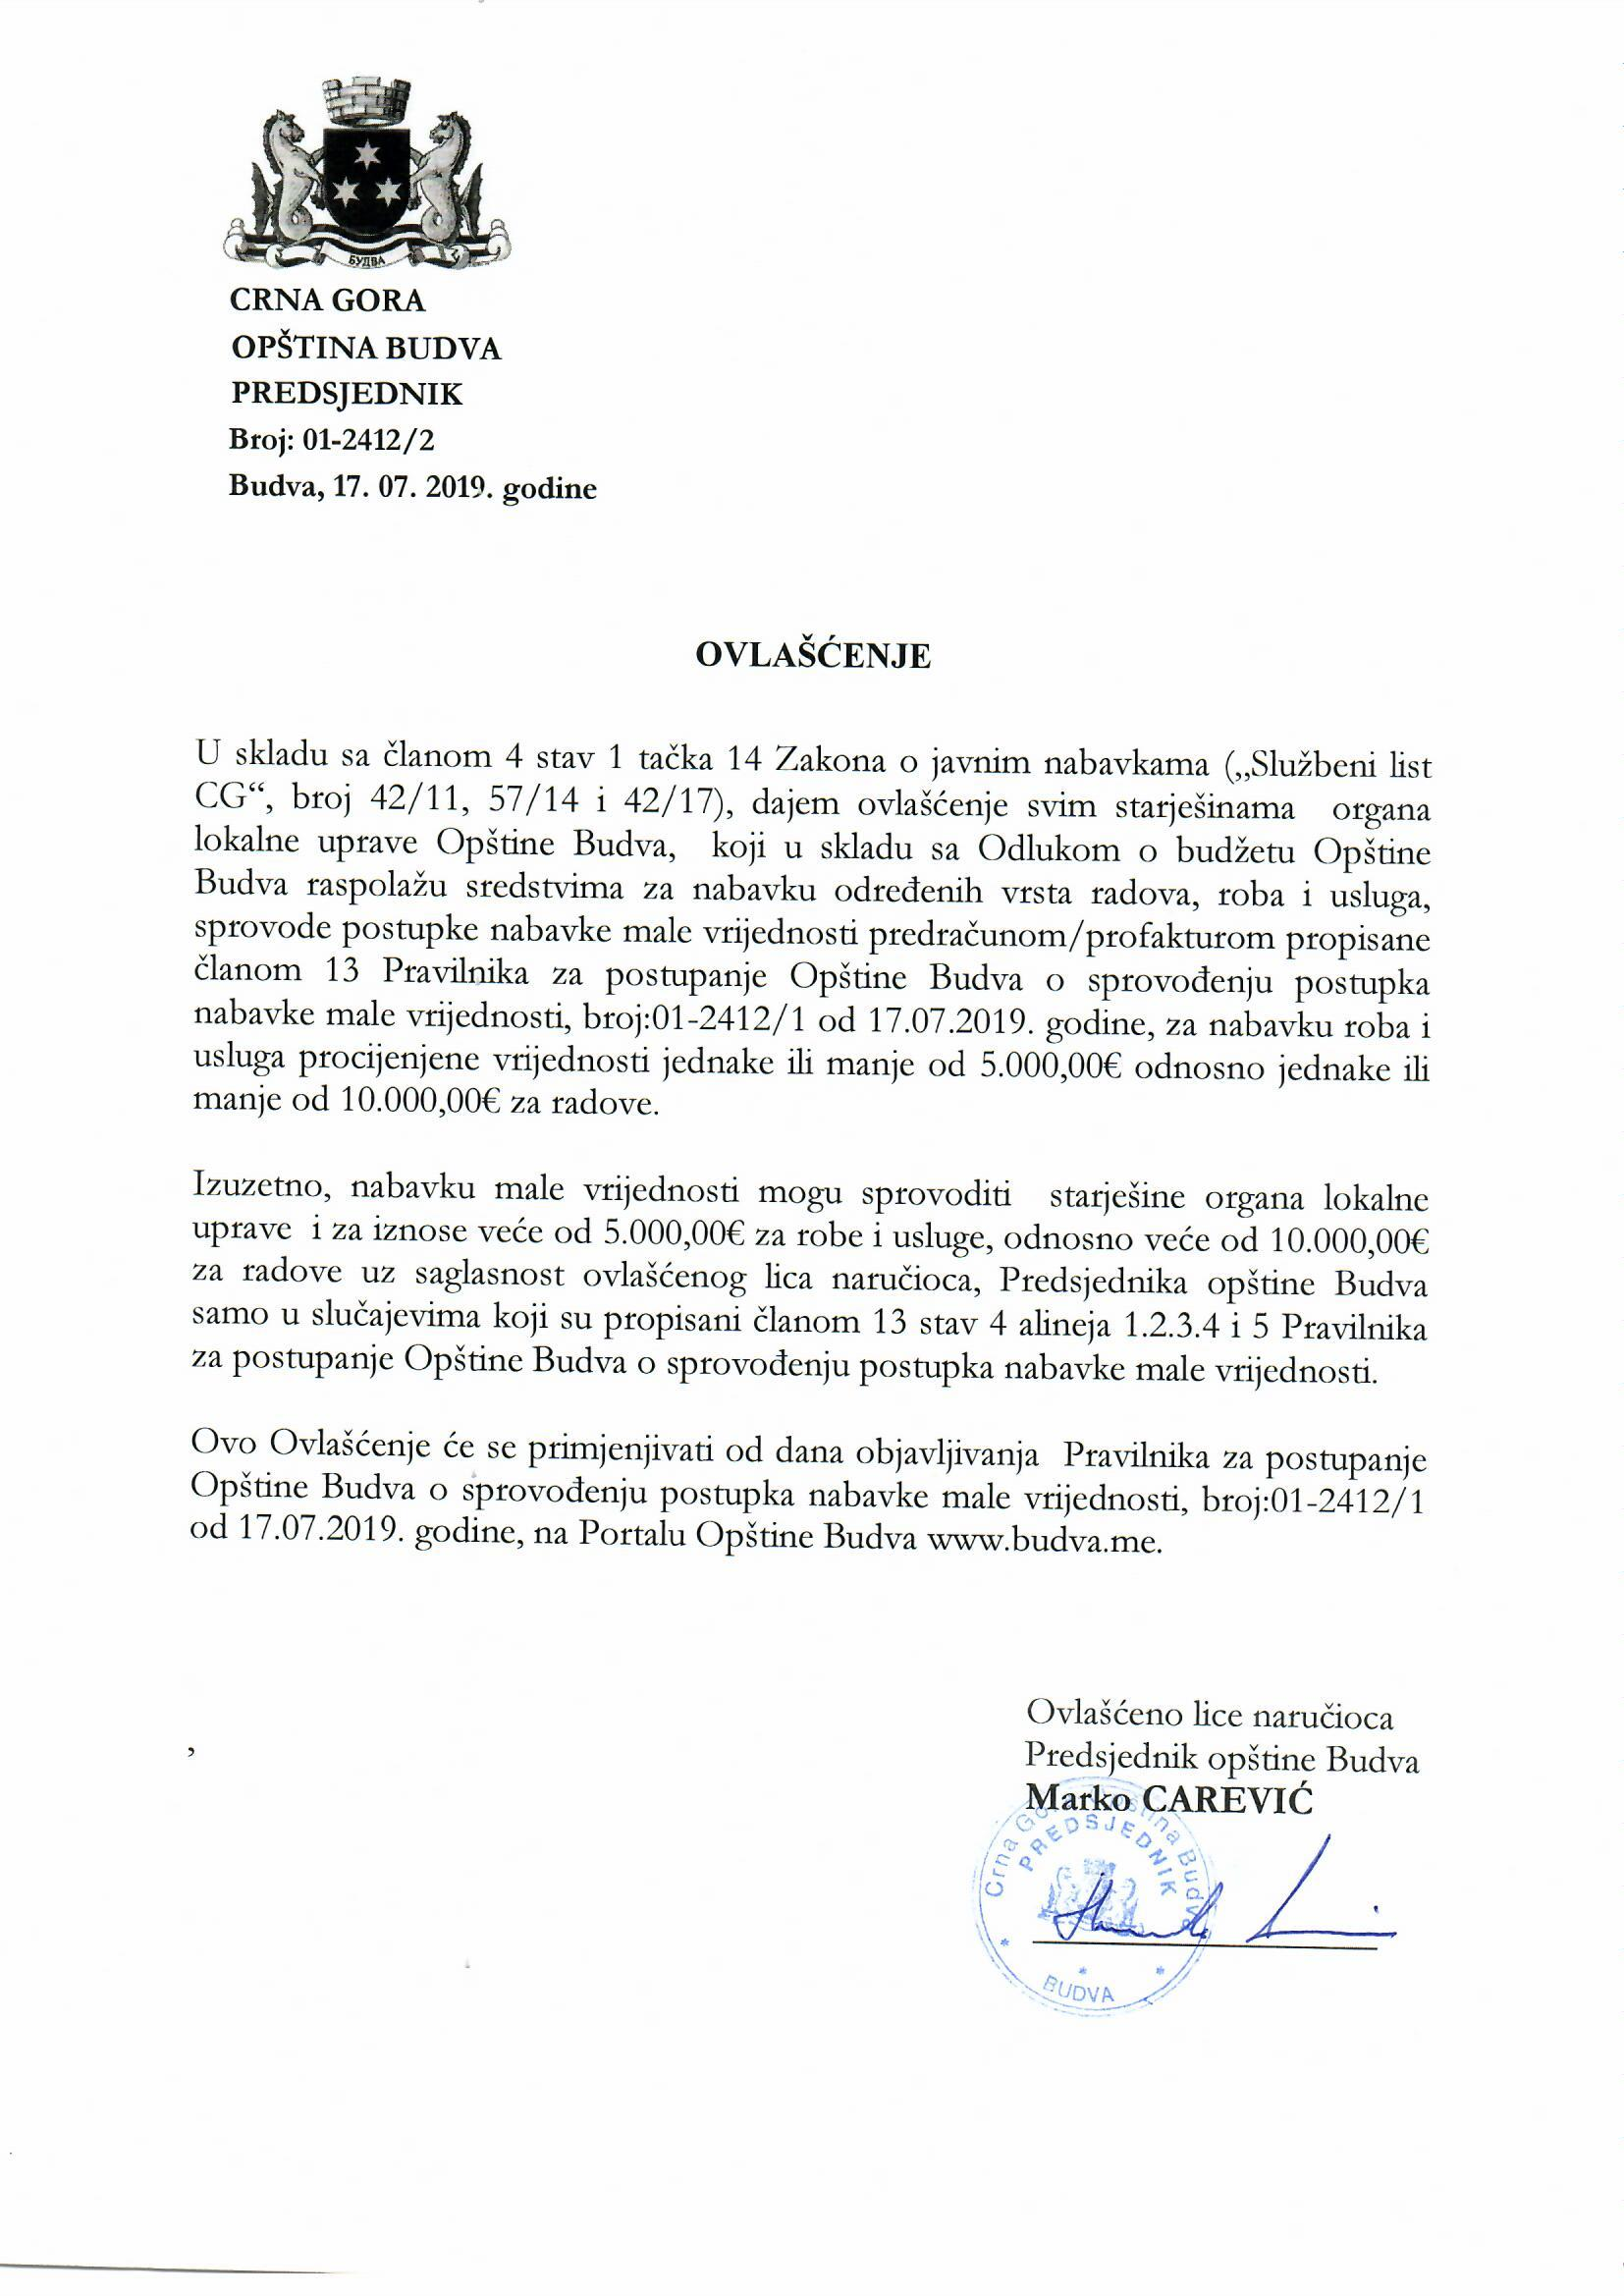 БУДВА
CRNA GORA
OPŠTINA BUDVA
PREDSJEDNIK
Broj: 01-2412/2
Budva, 17. 07. 2019. godine
OVLAŠĆENJE
U skladu sa članom 4 stav 1 tačka 14 Zakona o javnim nabavkama („Službeni list
CG“, broj 42/11, 57/14 i 42/17), dajem ovlašćenje svim starješinama organa
lokalne uprave Opštine Budva, koji u skladu sa Odlukom o budžetu Opštine
Budva raspolažu sredstvima za nabavku određenih vrsta radova, roba i usluga,
sprovode postupke nabavke male vrijednosti predračunom/profakturom propisane
članom 13 Pravilnika za postupanje Opštine Budva o sprovođenju postupka
nabavke male vrijednosti, broj:01-2412/1 od 17.07.2019. godine, za nabavku roba i
usluga procijenjene vrijednosti jednake ili manje od 5.000,00€ odnosno jednake ili
manje od 10.000,00€ za radove.
Izuzetno, nabavku male vrijednosti mogu sprovoditi starješine organa lokalne
uprave i za iznose veće od 5.000,00€ za robe i usluge, odnosno veće od 10.000,00€
za radove uz saglasnost ovlašćenog lica naručioca, Predsjednika opštine Budva
samo u slučajevima koji su propisani članom 13 stav 4 alineja 1.2.3.4 i 5 Pravilnika
za postupanje Opštine Budva o sprovođenju postupka nabavke male vrijednosti.
Ovo Ovlašćenje će se primjenjivati od dana objavljivanja Pravilnika za postupanje
Opštine Budva o sprovođenju postupka nabavke male vrijednosti, broj:01-2412/1
od 17.07.2019. godine, na Portalu Opštine Budva www.budva.me.
Ovlašćeno lice naručioca
,
Predsjednik opštine Budva
Marko CAREVIĆ
Crna Gora Opština Budva
PREDSJEDNIK
BUDVA